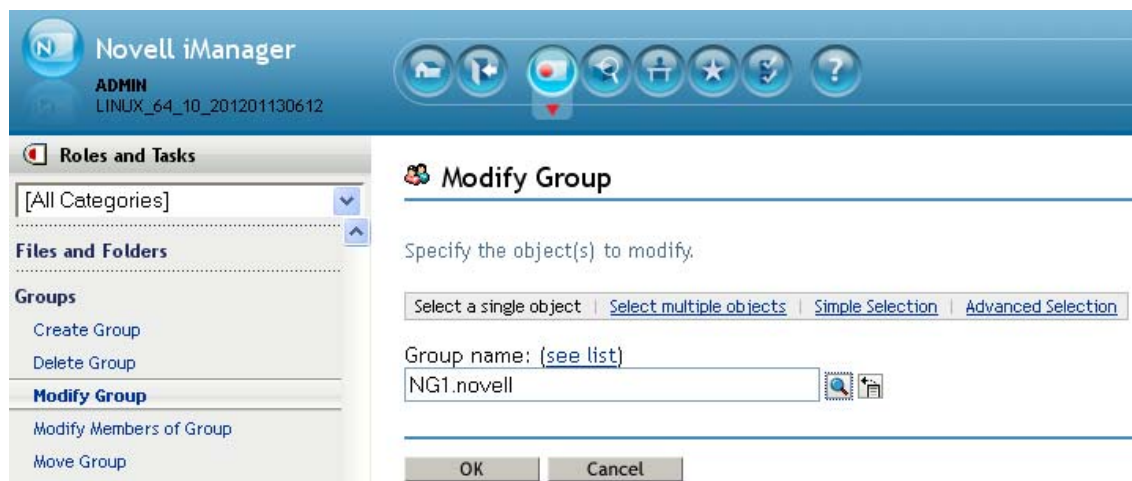 N Novell iManager
ADMIN
LINUX_64_10_201201130612
?
Roles and Tasks
[All Categories]
Files and Folders
Groups
Create Group
Delete Group
Modify Group
Modify Members of Group
Move Group
Modify Group
Specify the object(s) to modify.
Select a single object | Select multiple objects | Simple Selection | Advanced Selection
Group name: (see list)
NG1.novell
OK Cancel